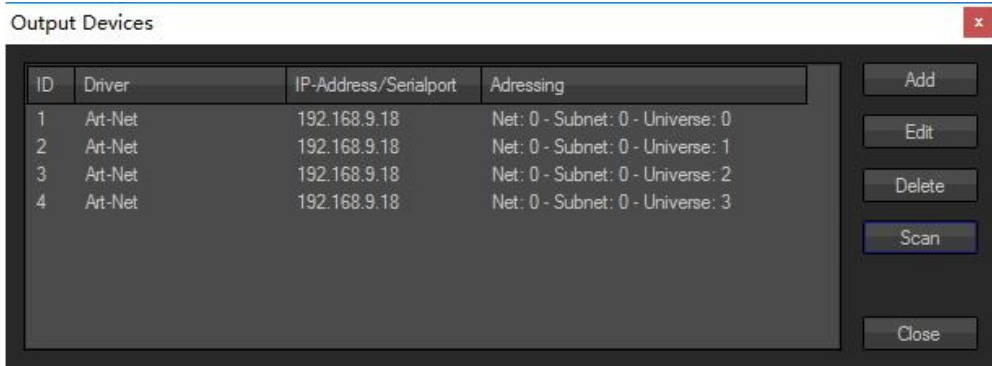 Output Devices x
ID Driver IP-Address/Serialport Adressing Add
1 Art-Net 192.168.9.18 Net: 0 - Subnet: 0 - Universe: 0
2 Art-Net 192.168.9.18 Net: 0 - Subnet: 0 - Universe: 1
3 Art-Net 192.168.9.18 Net: 0 - Subnet: 0 - Universe: 2
4 Art-Net 192.168.9.18 Net: 0 - Subnet: 0 - Universe: 3
Edit
Delete
Scan
Close